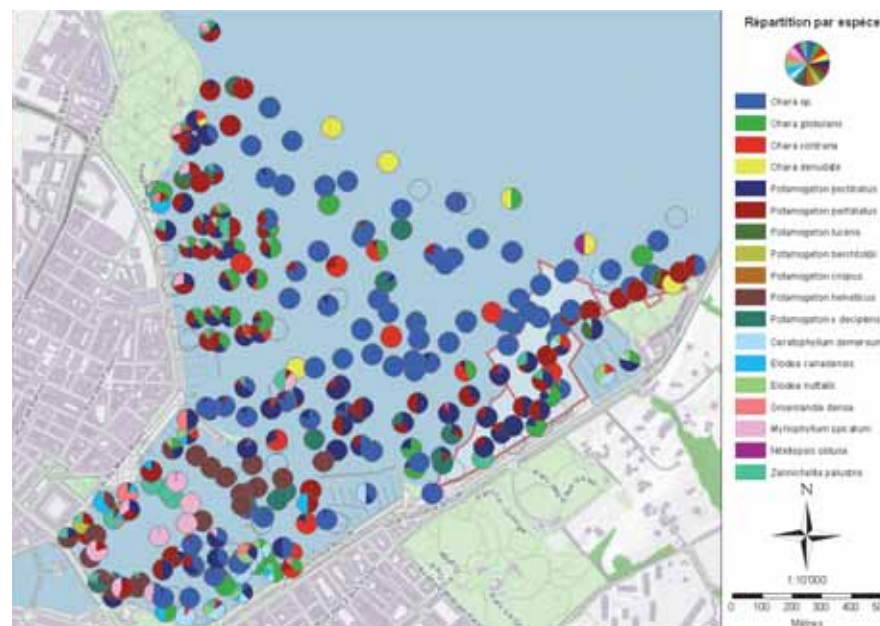 Répartition par espèce
Chara sp.
Chara globularis
Chara contraria
Chara denudata
Potamogeton pectinatus
Potamogeton perfoliatus
Potamogeton lucens
Potamogeton berchtoldii
Potamogeton crispus
Potamogeton helveticus
Potamogeton x decipiens
Ceratophyllum demersum
Elodea canadensis
Elodea nuttallii
Groenlandia densa
Myriophyllum spicatum
Nitellopsis obtusa
Zannichellia palustris
N
1:10'000
0 100 200 300 400 500
Mètres